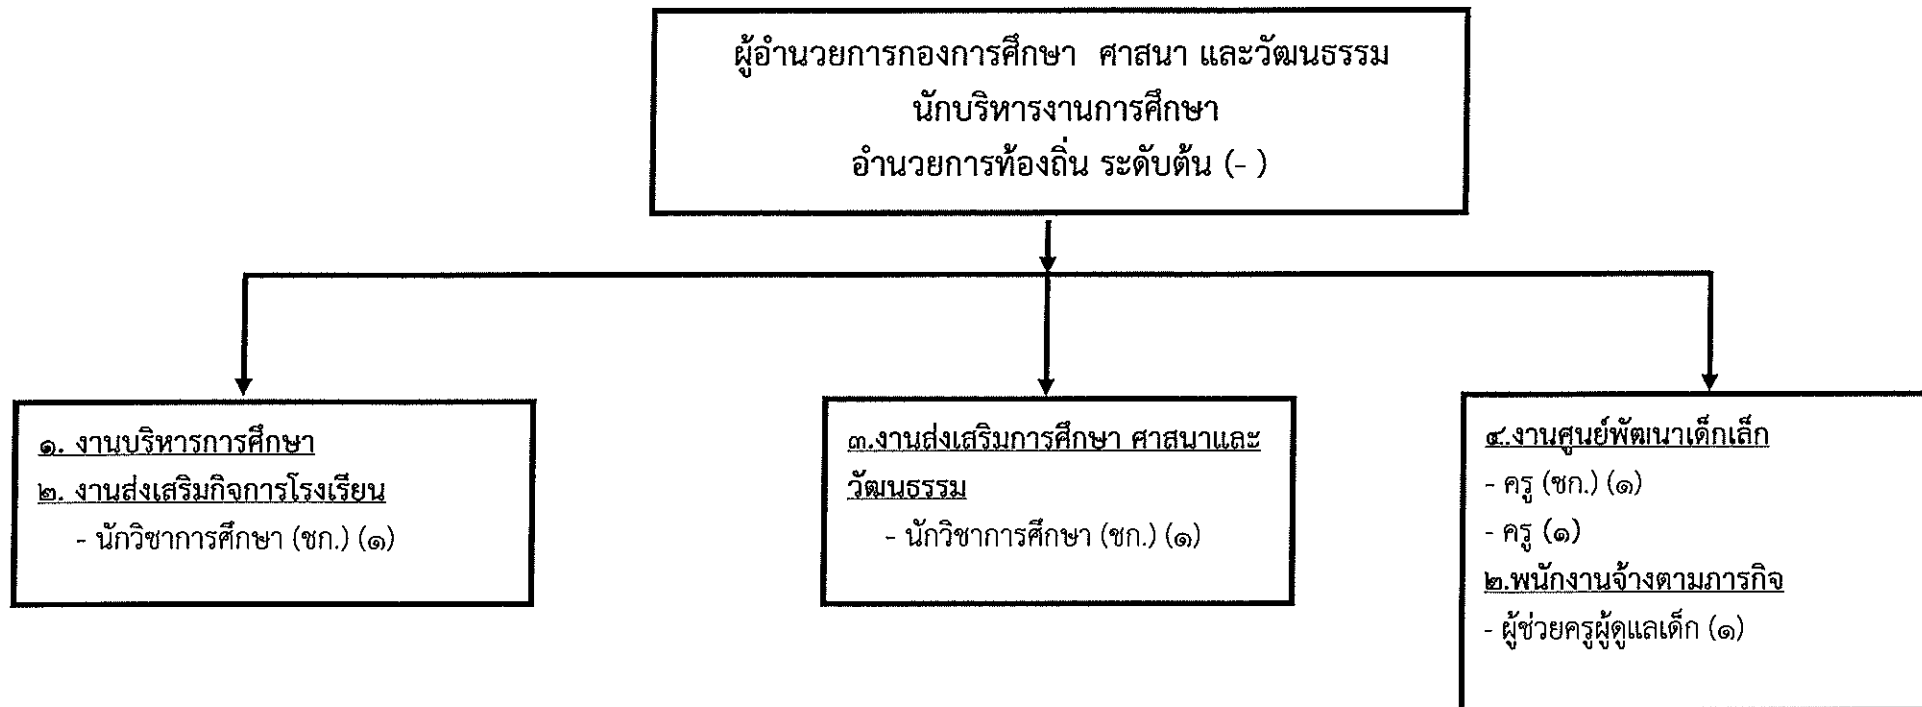 ผู้อำนวยการกองการศึกษา ศาสนา และวัฒนธรรม
นักบริหารงานการศึกษา
อำนวยการท้องถิ่น ระดับต้น (- )
๑. งานบริหารการศึกษา
๒. งานส่งเสริมกิจการโรงเรียน
- นักวิชาการศึกษา (ชก.) (๑)
๓.งานส่งเสริมการศึกษา ศาสนาและ
วัฒนธรรม
- นักวิชาการศึกษา (ชก.) (๑)
๔.งานศูนย์พัฒนาเด็กเล็ก
- ครู (ชก.) (๑)
- ครู (๑)
๒.พนักงานจ้างตามภารกิจ
- ผู้ช่วยครูผู้ดูแลเด็ก (๑)